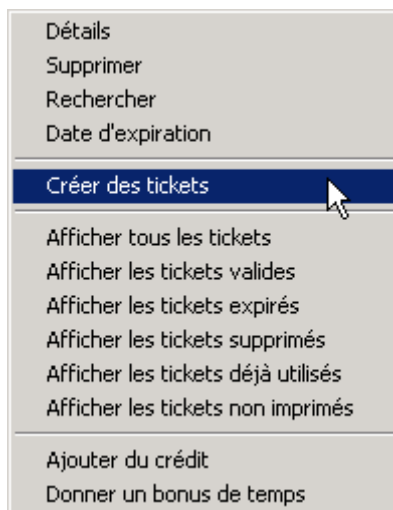 Détails
Supprimer
Rechercher
Date d'expiration
Créer des tickets
Afficher tous les tickets
Afficher les tickets valides
Afficher les tickets expirés
Afficher les tickets supprimés
Afficher les tickets déjà utilisés
Afficher les tickets non imprimés
Ajouter du crédit
Donner un bonus de temps